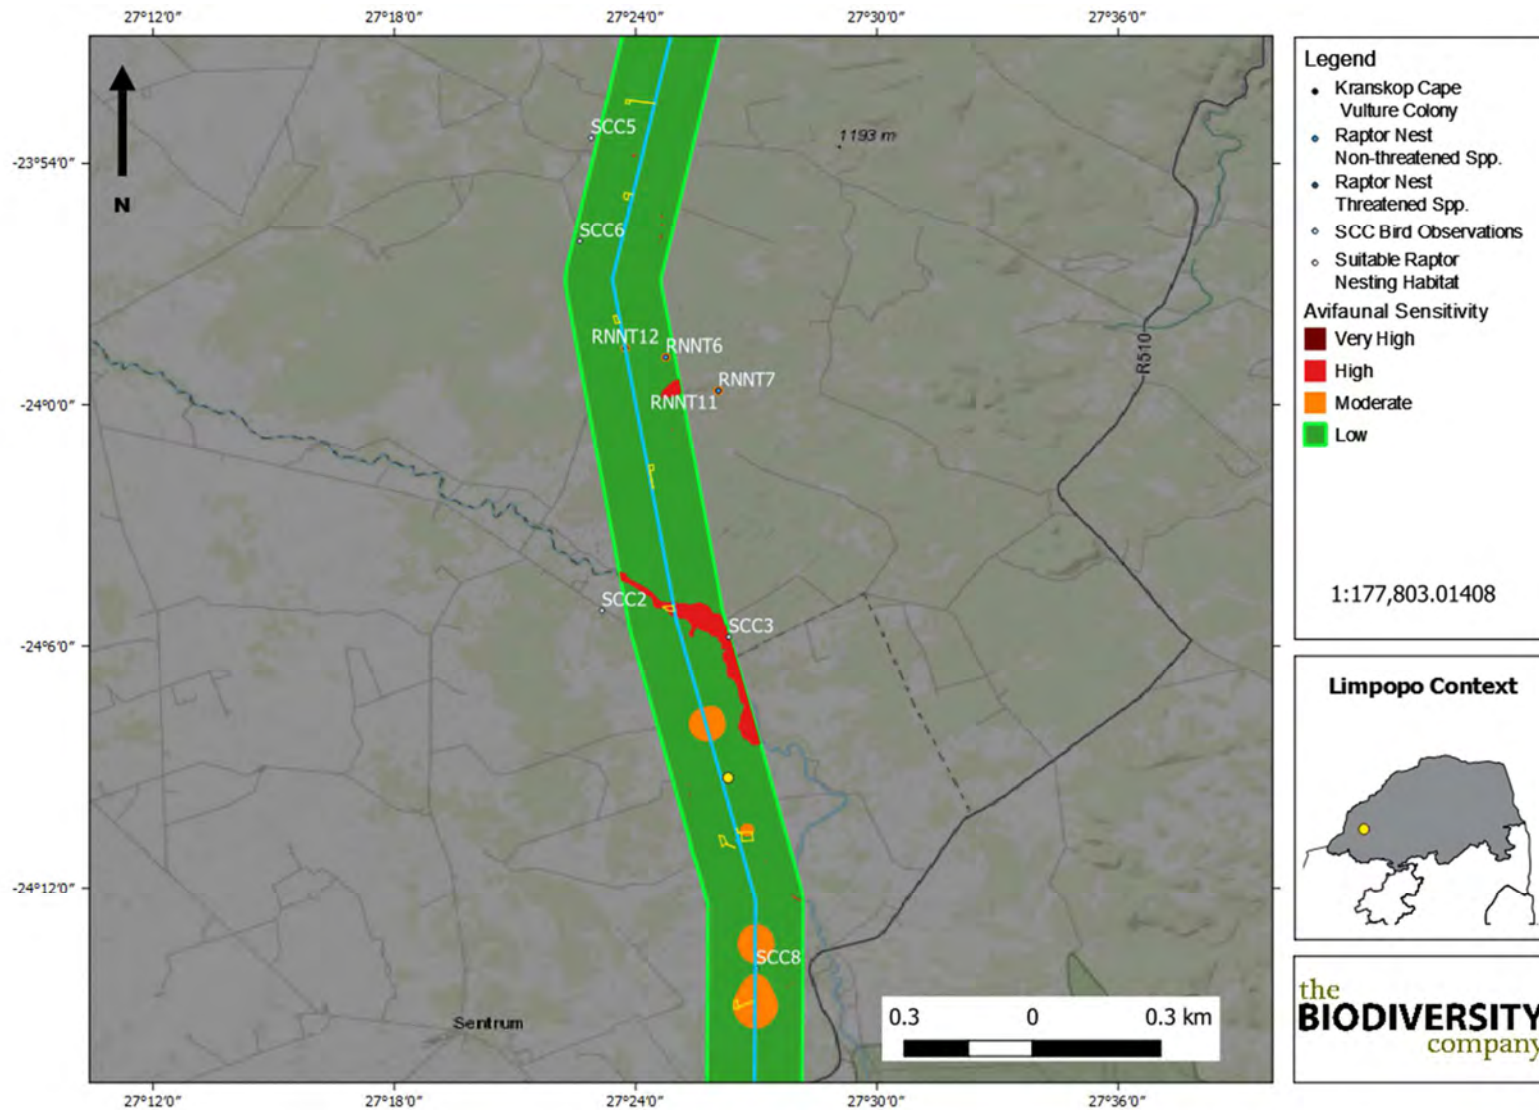 27°12'0" 27°18'0" 27°24'0" 27°30'0" 27°36'0"
-23°54'0"
-24°0'0"
-24°6'0"
-24°12'0"
N
SCC5
1193 m
SCC6
RNNT12
RNNT6
RNNT7
RNNT11
R510
SCC2
SCC3
SCC8
Sentrum
0.3 0 0.3 km
27°12'0" 27°18'0" 27°24'0" 27°30'0" 27°36'0"
Legend
Kranskop Cape
Vulture Colony
Raptor Nest
Non-threatened Spp.
Raptor Nest
Threatened Spp.
SCC Bird Observations
Suitable Raptor
Nesting Habitat
Avifaunal Sensitivity
Very High
High
Moderate
Low
1:177,803.01408
Limpopo Context
the
BIODIVERSITY
company